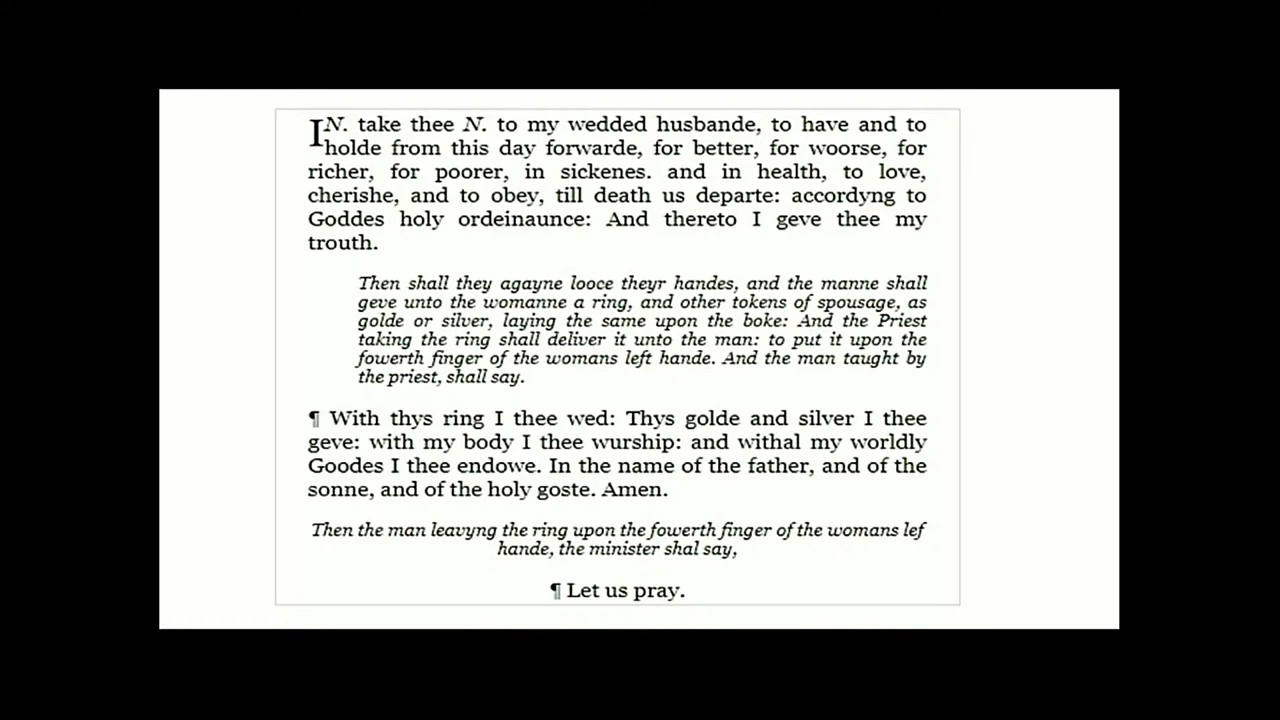 IN. take thee N. to my wedded husbande, to have and to
holde from this day forwarde, for better, for woorse, for
richer, for poorer, in sickenes. and in health, to love,
cherishe, and to obey, till death us departe: accordyng to
Goddes holy ordeinaunce: And thereto I geve thee my
trouth.
Then shall they agayne looce theyr handes, and the manne shall
geve unto the womanne a ring, and other tokens of spousage, as
golde or silver, laying the same upon the boke: And the Priest
taking the ring shall deliver it unto the man: to put it upon the
fowerth finger of the womans left hande. And the man taught by
the priest, shall say.
¶ With thys ring I thee wed: Thys golde and silver I thee
geve: with my body I thee wurship: and withal my worldly
Goodes I thee endowe. In the name of the father, and of the
sonne, and of the holy goste. Amen.
Then the man leavyng the ring upon the fowerth finger of the womans lef
hande, the minister shal say,
¶ Let us pray.